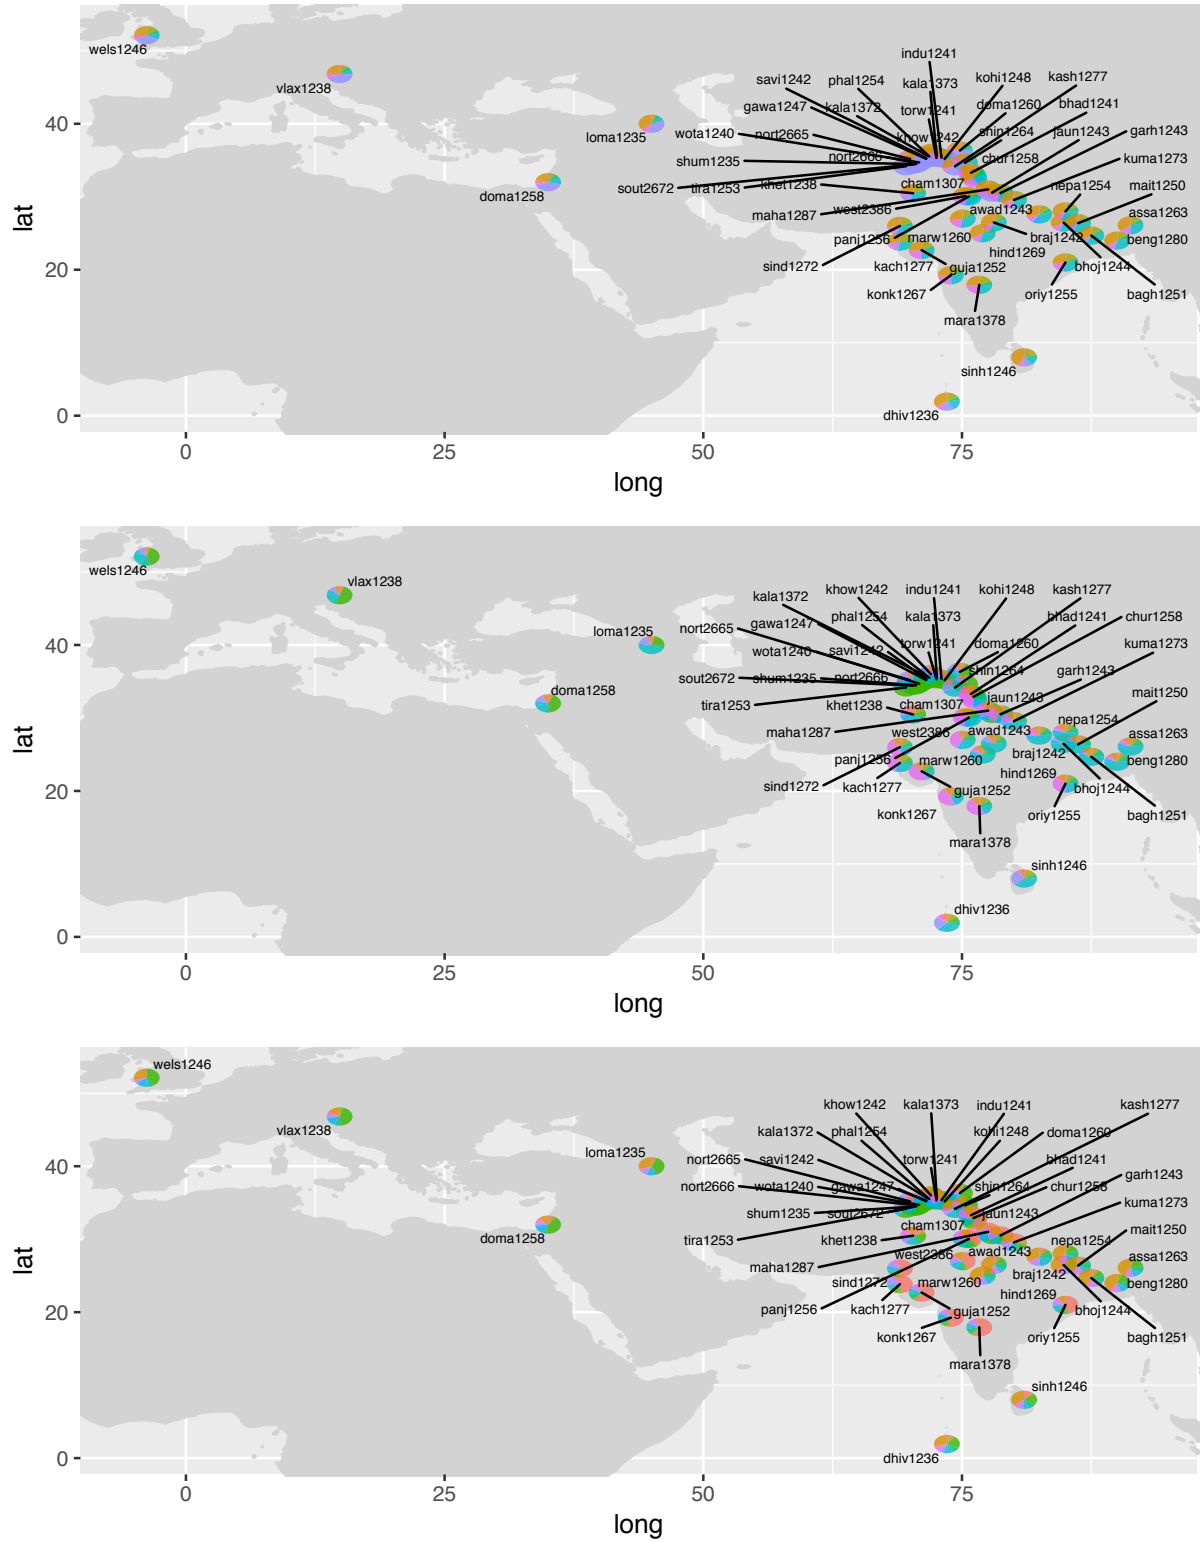 indu1241
savi1242 phal1254 kala1373 kohi1248 kash1277
gawa1247 kala1372 torw1241 doma1260 bhad1241
wels1246
vlax1238
40
loma1235 wota1240 nort2665 khow1242 shin1264 jaun1243 garh1243
shum1235 nort2666 chur1258 kuma1273
doma1258 sout2672 tira1253 khet1238 cham1307 nepa1254 mait1250
maha1287 west2386 awad1243 assa1263
panj1256 marw1260 braj1242 beng1280
hind1269
sind1272 kach1277 guja1252 bhoj1244
20
konk1267 oriy1255 bagh1251
mara1378
sinh1246
dhiv1236
0
lat
0 25 50 75
long
wels1246
vlax1238
kala1372 khow1242 indu1241 kohi1248 kash1277
loma1235 nort2665 gawa1247 phal1254 kala1373 bhad1241 chur1258
40
wota1240 savi1242 torw1241 doma1260 kuma1273
sout2672 shum1235 nort2666 shin1264 garh1243
doma1258 tira1253 khet1238 cham1307 jaun1243 mait1250
maha1287 west2386 awad1243 nepa1254 assa1263
panj1256 marw1260 braj1242 beng1280
sind1272 kach1277 guja1252 hind1269 bhoj1244
20
konk1267 oriy1255 bagh1251
mara1378
sinh1246
dhiv1236
0
lat
0 25 50 75
long
wels1246
vlax1238
khow1242 kala1373 indu1241 kash1277
kala1372 phal1254 kohi1248 doma1260
loma1235 nort2665 savi1242 torw1241 bhad1241
40
nort2666 wota1240 gawa1247 shin1264 chur1258 garh1243
shum1235 sout2672 jaun1243 kuma1273
doma1258 tira1253 khet1238 cham1307 nepa1254 mait1250
maha1287 west2386 awad1243 assa1263
sind1272 marw1260 braj1242 beng1280
panj1256 kach1277 guja1252 hind1269 bhoj1244
20
konk1267 oriy1255 bagh1251
mara1378
sinh1246
dhiv1236
0
lat
0 25 50 75
long